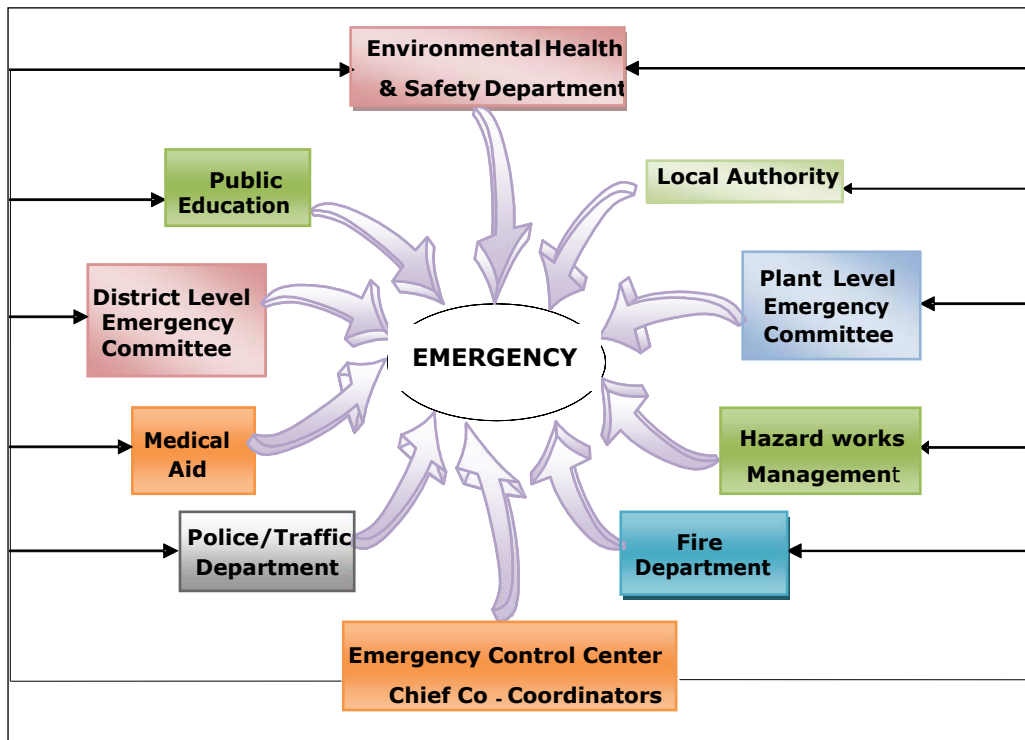 Environmental Health
& Safety Department
Public
Education
Local Authority
District Level
Emergency
Committee
Plant Level
Emergency
Committee
EMERGENCY
Medical
Aid
Hazard works
Management
Police/Traffic
Department
Fire
Department
Emergency Control Center
Chief Co - Coordinators